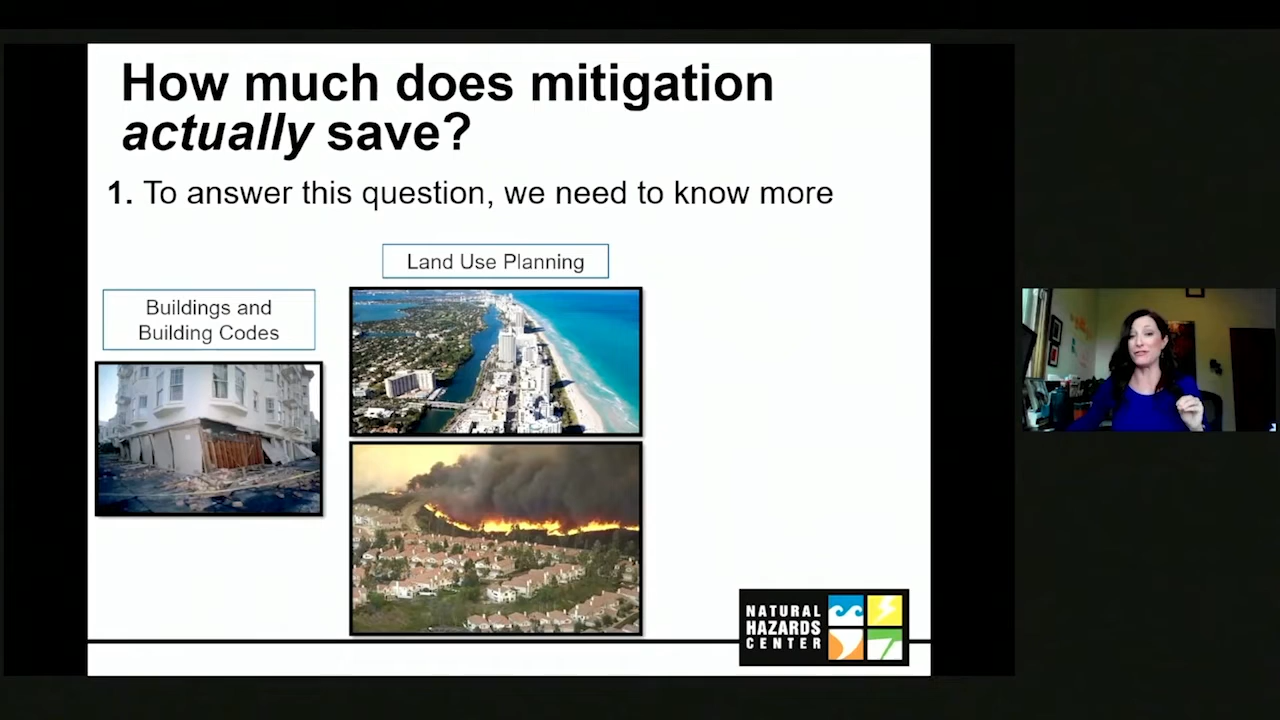 How much does mitigation
actually save?
1. To answer this question, we need to know more
Land Use Planning
Buildings and
Building Codes
NATURAL
HAZARDS
CENTER